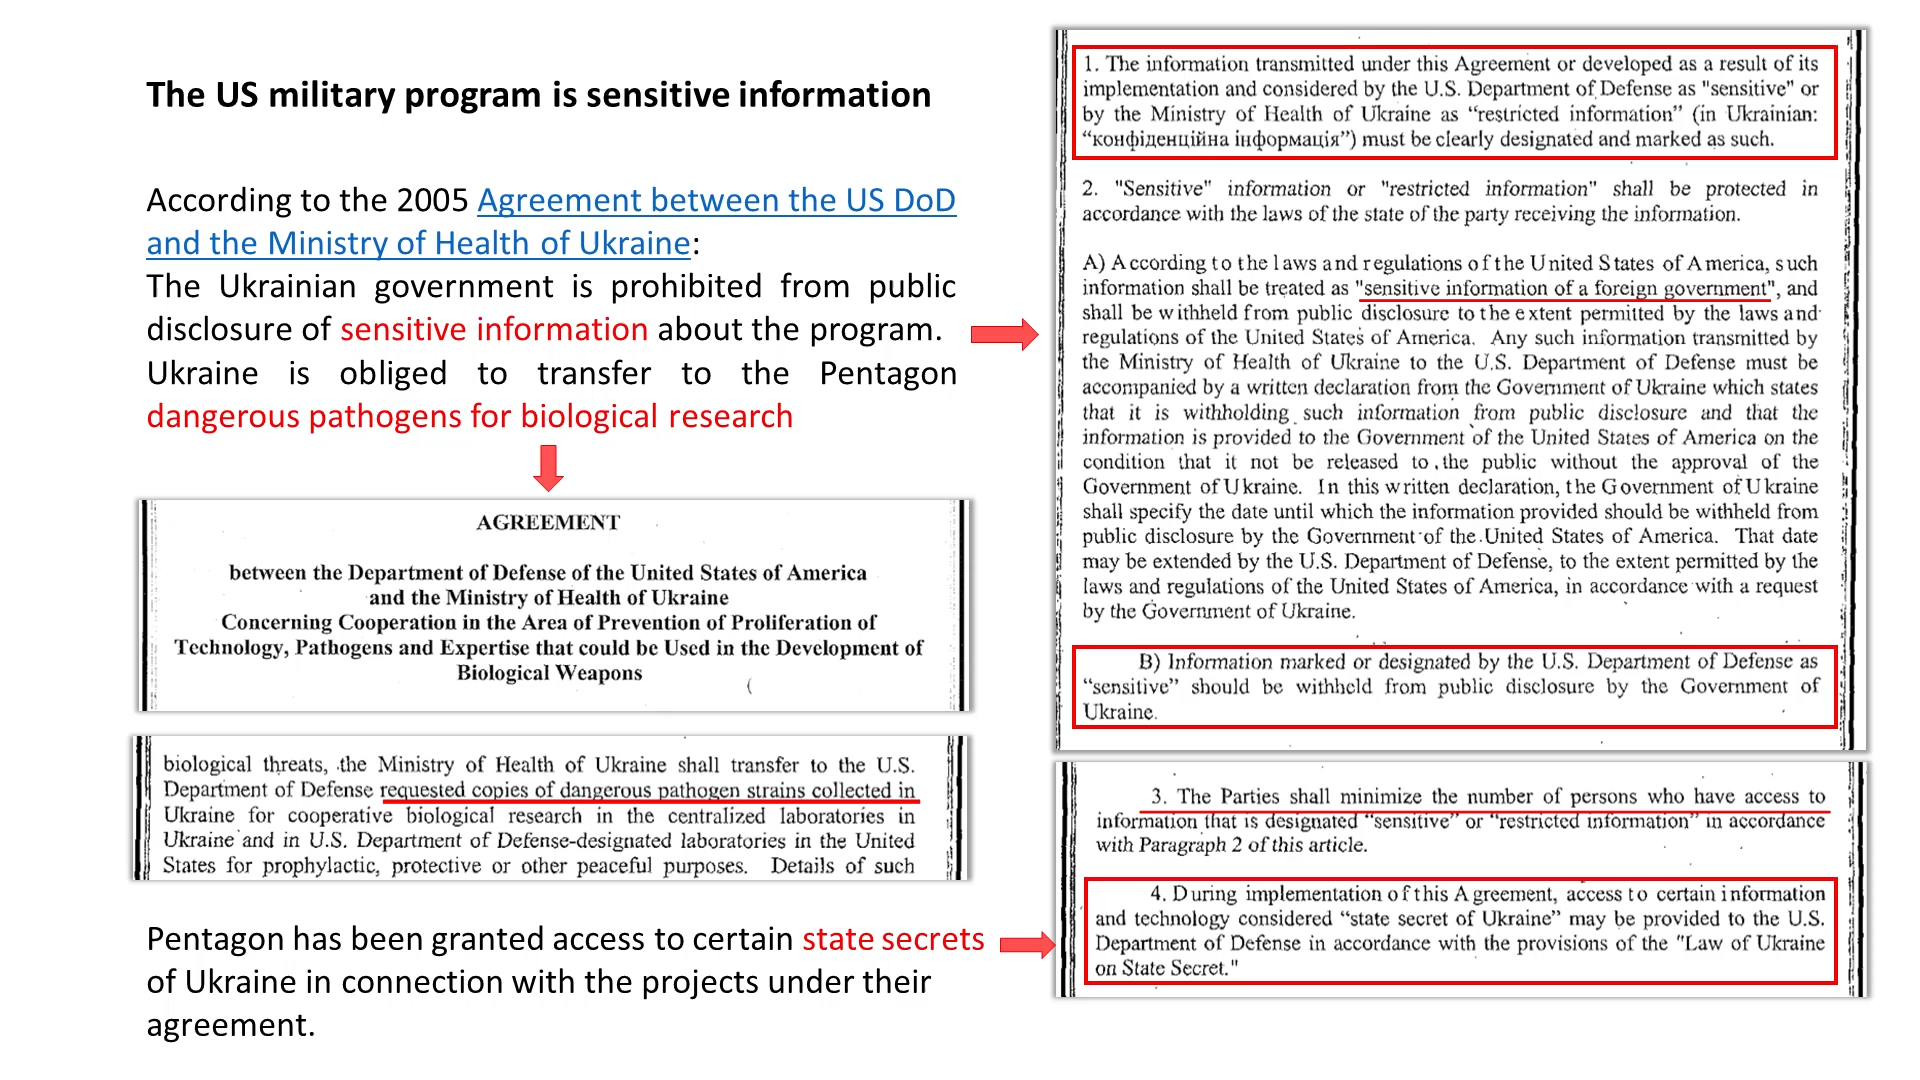 The US military program is sensitive information
According to the 2005 Agreement between the US DoD
and the Ministry of Health of Ukraine:
The Ukrainian government is prohibited from public
disclosure of sensitive information about the program.
Ukraine is obliged to transfer to the Pentagon
dangerous pathogens for biological research
AGREEMENT
between the Department of Defense of the United States of America
and the Ministry of Health of Ukraine
Concerning Cooperation in the Area of Prevention of Proliferation of
Technology, Pathogens and Expertise that could be Used in the Development of
Biological Weapons
biological threats, the Ministry of Health of Ukraine shall transfer to the U.S.
Department of Defense requested copies of dangerous pathogen strains collected in
Ukraine for cooperative biological research in the centralized laboratories in
Ukraine and in U.S. Department of Defense-designated laboratories in the United
States for prophylactic, protective or other peaceful purposes. Details of such
Pentagon has been granted access to certain state secrets
of Ukraine in connection with the projects under their
agreement.
1. The information transmitted under this Agreement or developed as a result of its
implementation and considered by the U.S. Department of Defense as "sensitive" or
by the Ministry of Health of Ukraine as “restricted information” (in Ukrainian:
“конфіденційна інформація”) must be clearly designated and marked as such.
2. "Sensitive" information or "restricted information" shall be protected in
accordance with the laws of the state of the party receiving the information.
A) According to the laws and regulations of the United States of America, such
information shall be treated as "sensitive information of a foreign government", and
shall be withheld from public disclosure to the extent permitted by the laws and
regulations of the United States of America. Any such information transmitted by
the Ministry of Health of Ukraine to the U.S. Department of Defense must be
accompanied by a written declaration from the Government of Ukraine which states
that it is withholding such information from public disclosure and that the
information is provided to the Government of the United States of America on the
condition that it not be released to the public without the approval of the
Government of Ukraine. In this written declaration, the Government of Ukraine
shall specify the date until which the information provided should be withheld from
public disclosure by the Government of the United States of America. That date
may be extended by the U.S. Department of Defense, to the extent permitted by the
laws and regulations of the United States of America, in accordance with a request
by the Government of Ukraine.
B) Information marked or designated by the U.S. Department of Defense as
“sensitive” should be withheld from public disclosure by the Government of
Ukraine.
3. The Parties shall minimize the number of persons who have access to
information that is designated “sensitive” or “restricted information” in accordance
with Paragraph 2 of this article.
4. During implementation of this Agreement, access to certain information
and technology considered “state secret of Ukraine” may be provided to the U.S.
Department of Defense in accordance with the provisions of the "Law of Ukraine
on State Secret."